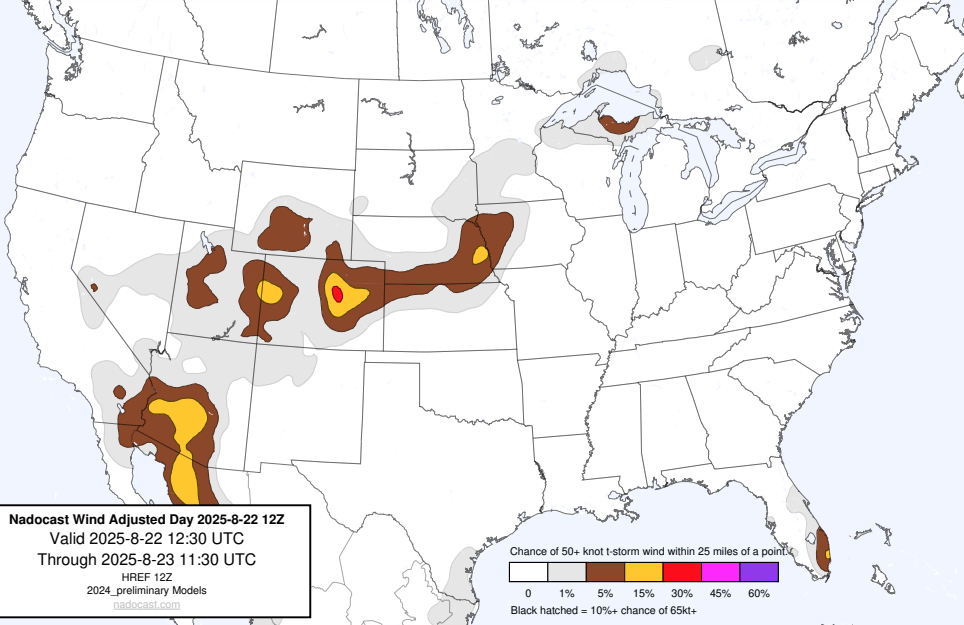 Nadocast Wind Adjusted Day 2025-8-22 12Z
Valid 2025-8-22 12:30 UTC
Through 2025-8-23 11:30 UTC
HREF 12Z
2024_preliminary Models
nadocast.com
Chance of 50+ knot t-storm wind within 25 miles of a point.
0 1% 5% 15% 30% 45% 60%
Black hatched = 10%+ chance of 65kt+